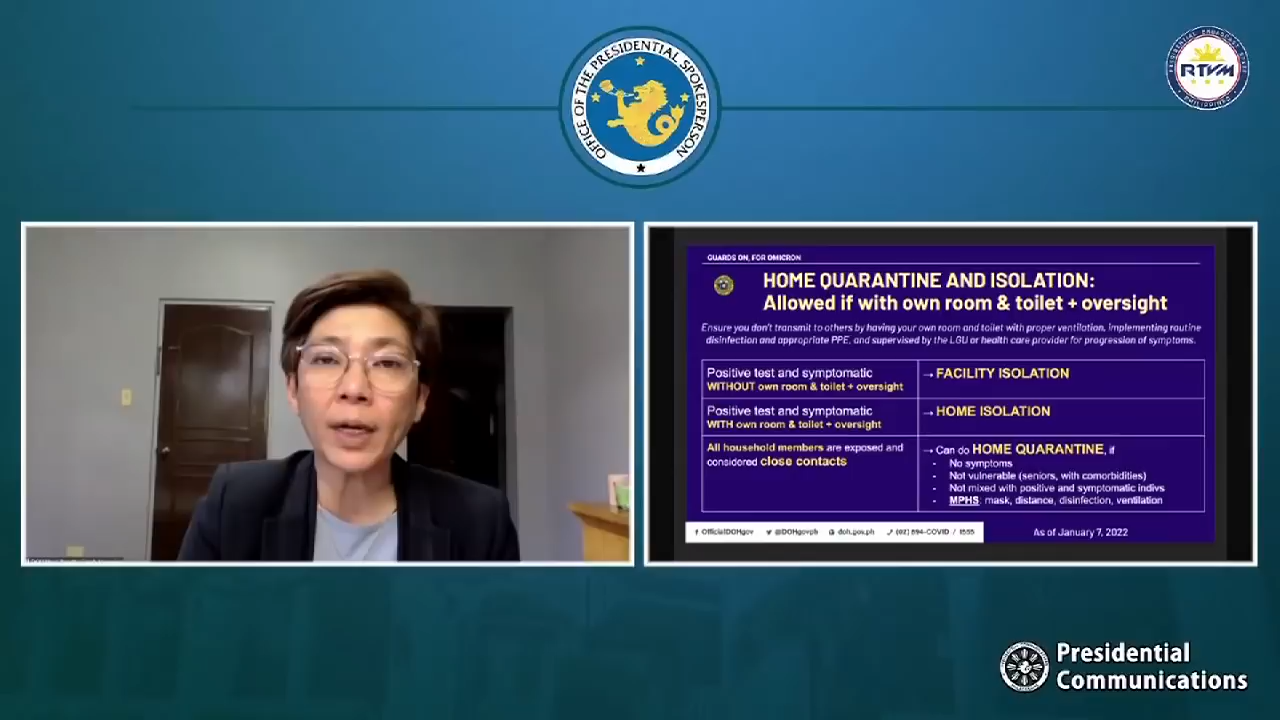 OFFICE OF THE PRESIDENTIAL SPOKESPERSON
PRESIDENTIAL BROADCAST STAFF
RTVM
PHILIPPINES
GUARDS ON, FOR OMICRON
HOME QUARANTINE AND ISOLATION:
Allowed if with own room & toilet + oversight
Ensure you don't transmit to others by having your own room and toilet with proper ventilation, implementing routine
disinfection and appropriate PPE, and supervised by the LGU or health care provider for progression of symptoms.
Positive test and symptomatic
WITHOUT own room & toilet + oversight
→ FACILITY ISOLATION
Positive test and symptomatic
WITH own room & toilet + oversight
→ HOME ISOLATION
All household members are exposed and
considered close contacts
→ Can do HOME QUARANTINE, if
- No symptoms
- Not vulnerable (seniors, with comorbidities)
- Not mixed with positive and symptomatic indivs
- MPHS: mask, distance, disinfection, ventilation
OfficialDOHgov @DOHgovph doh.gov.ph (02) 894-COVID / 1555
As of January 7, 2022
Presidential
Communications